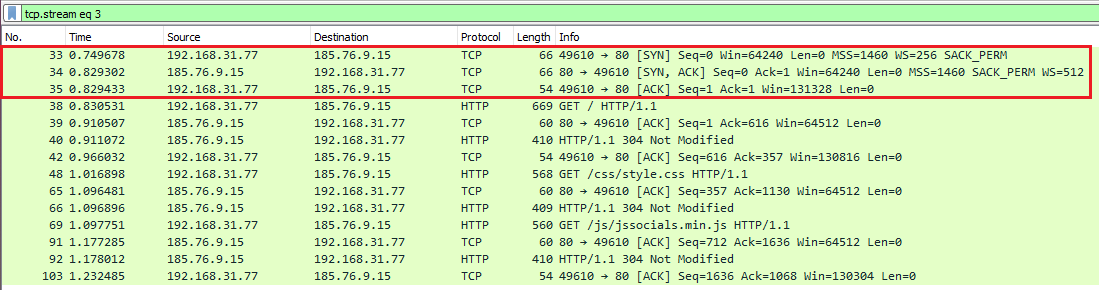 tcp.stream eq 3
No. Time Source Destination Protocol Length Info
33 0.749678 192.168.31.77 185.76.9.15 TCP 66 49610 → 80 [SYN] Seq=0 Win=64240 Len=0 MSS=1460 WS=256 SACK_PERM
34 0.829302 185.76.9.15 192.168.31.77 TCP 66 80 → 49610 [SYN, ACK] Seq=0 Ack=1 Win=64240 Len=0 MSS=1460 SACK_PERM WS=512
35 0.829433 192.168.31.77 185.76.9.15 TCP 54 49610 → 80 [ACK] Seq=1 Ack=1 Win=131328 Len=0
38 0.830531 192.168.31.77 185.76.9.15 HTTP 669 GET / HTTP/1.1
39 0.910507 185.76.9.15 192.168.31.77 TCP 60 80 → 49610 [ACK] Seq=1 Ack=616 Win=64512 Len=0
40 0.911072 185.76.9.15 192.168.31.77 HTTP 410 HTTP/1.1 304 Not Modified
42 0.966032 192.168.31.77 185.76.9.15 TCP 54 49610 → 80 [ACK] Seq=616 Ack=357 Win=130816 Len=0
48 1.016898 192.168.31.77 185.76.9.15 HTTP 568 GET /css/style.css HTTP/1.1
65 1.096481 185.76.9.15 192.168.31.77 TCP 60 80 → 49610 [ACK] Seq=357 Ack=1130 Win=64512 Len=0
66 1.096896 185.76.9.15 192.168.31.77 HTTP 409 HTTP/1.1 304 Not Modified
69 1.097751 192.168.31.77 185.76.9.15 HTTP 560 GET /js/jssocials.min.js HTTP/1.1
91 1.177285 185.76.9.15 192.168.31.77 TCP 60 80 → 49610 [ACK] Seq=712 Ack=1636 Win=64512 Len=0
92 1.178012 185.76.9.15 192.168.31.77 HTTP 410 HTTP/1.1 304 Not Modified
103 1.232485 192.168.31.77 185.76.9.15 TCP 54 49610 → 80 [ACK] Seq=1636 Ack=1068 Win=130304 Len=0